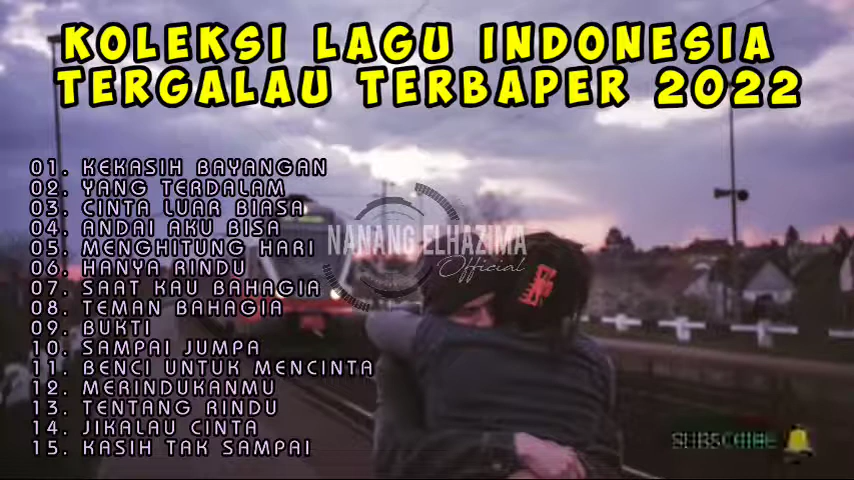 KOLEKSI LAGU INDONESIA
TERGALAU TERBAPER 2022
01. KEKASIH BAYANGAN
02. YANG TERDALAM
03. CINTA LUAR BIASA
04. ANDAI AKU BISA
05. MENGHITUNG HARI
06. HANYA RINDU
07. SAAT KAU BAHAGIA
08. TEMAN BAHAGIA
09. BUKTI
10. SAMPAI JUMPA
11. BENCI UNTUK MENCINTA
12. MERINDUKANMU
13. TENTANG RINDU
14. JIKALAU CINTA
15. KASIH TAK SAMPAI
NANANG ELHAZIMA
Official
SUBSCRIBE